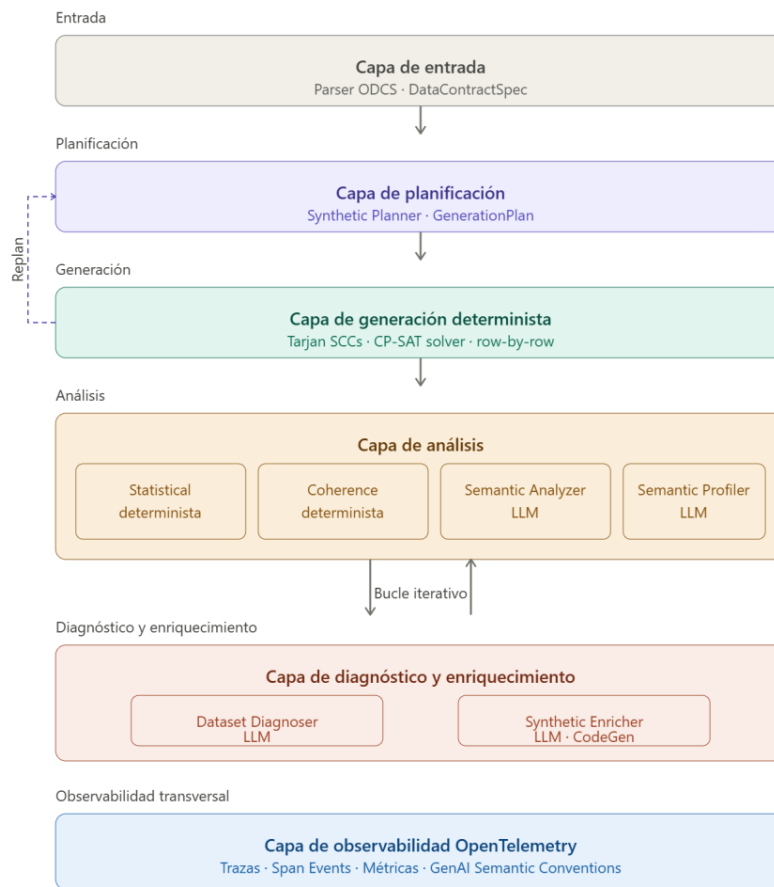 Entrada
Capa de entrada
Parser ODCS · DataContractSpec
Planificación
Capa de planificación
Synthetic Planner · GenerationPlan
Replan
Generación
Capa de generación determinista
Tarjan SCCs · CP-SAT solver · row-by-row
Análisis
Capa de análisis
Statistical
determinista
Coherence
determinista
Semantic Analyzer
LLM
Semantic Profiler
LLM
Bucle iterativo
Diagnóstico y enriquecimiento
Capa de diagnóstico y enriquecimiento
Dataset Diagnoser
LLM
Synthetic Enricher
LLM · CodeGen
Observabilidad transversal
Capa de observabilidad OpenTelemetry
Trazas · Span Events · Métricas · GenAI Semantic Conventions